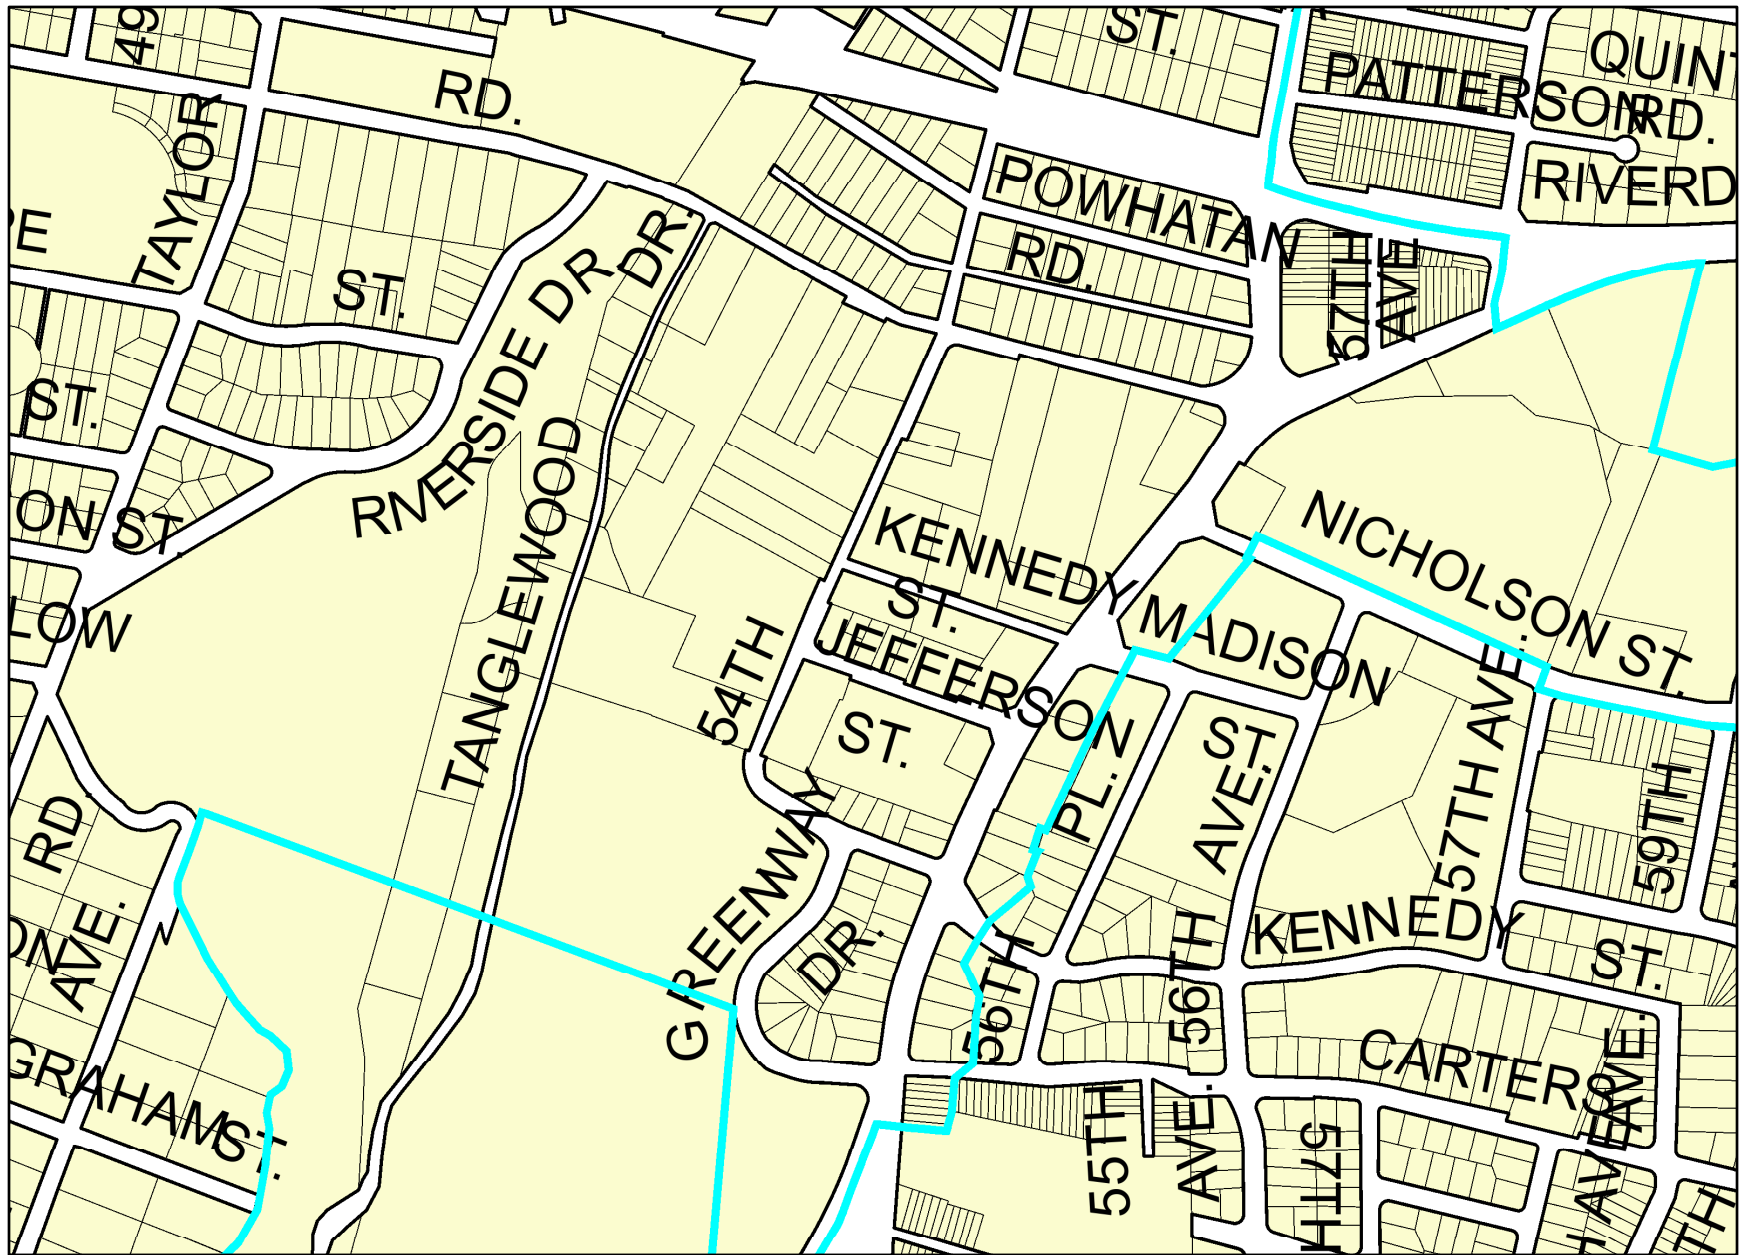 49
ST.
PATTERSON
RD.
QUINT
RD.
TAYLOR
ST.
RIVERD
POWHATAN
RD.
57TH
AVE.
RIVERSIDE DR.
TANGLEWOOD
DR.
ST.
ON ST.
LOW
KENNEDY
ST.
NICHOLSON ST.
MADISON
ST.
JEFFERSON
ST.
54TH
GREENWAY
DR.
PL.
56TH
AVE.
56TH
57TH AVE.
59TH
KENNEDY
ST.
RD.
ON
AVE.
GRAHAM
ST.
CARTERS
AVE.
55TH
AVE.
57TH
AVE.
H
TH